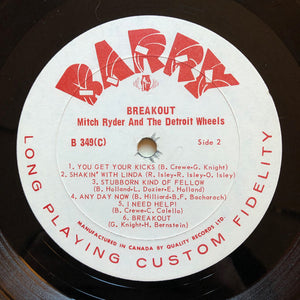 BARRY
BREAKOUT
Mitch Ryder And The Detroit Wheels
B 349(C)
Side 2
1. YOU GET YOUR KICKS (B. Crewe-G. Knight)
2. SHAKIN' WITH LINDA (R. Isley-R. Isley-O. Isley)
3. STUBBORN KIND OF FELLOW
(B. Holland-L. Dozier-E. Holland)
4. ANY DAY NOW (B. Hilliard-B.F. Bacharach)
5. I NEED HELP!
(B. Crewe-C. Calello)
6. BREAKOUT
(G. Knight-H. Bernstein)
MANUFACTURED IN CANADA BY QUALITY RECORDS LTD.
LONG PLAYING CUSTOM FIDELITY